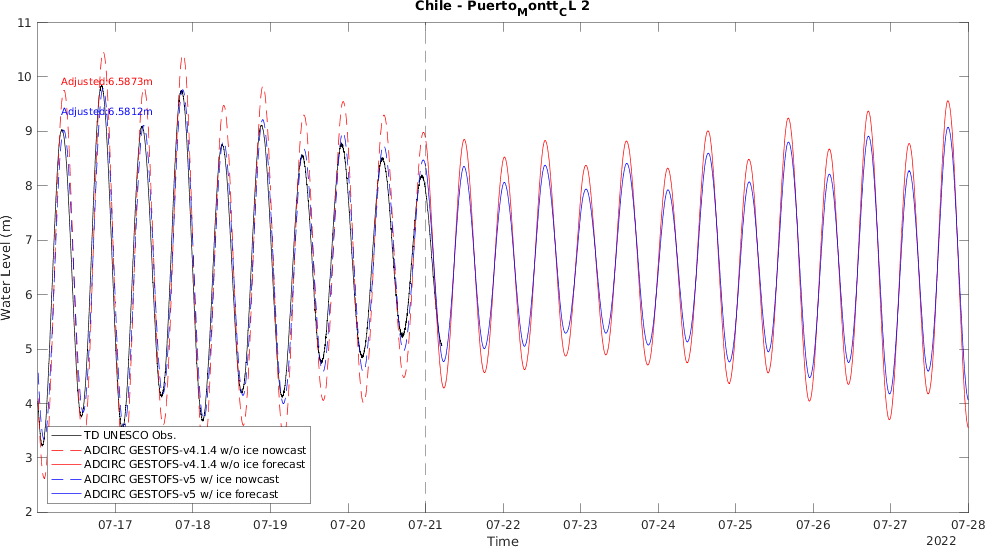 Chile - PuertoMonttCL 2
11
10
9
8
7
6
5
4
3
2
Water Level (m)
Adjusted:6.5873m
Adjusted:6.5812m
TD UNESCO Obs.
ADCIRC GESTOFS-v4.1.4 w/o ice nowcast
ADCIRC GESTOFS-v4.1.4 w/o ice forecast
ADCIRC GESTOFS-v5 w/ ice nowcast
ADCIRC GESTOFS-v5 w/ ice forecast
07-17 07-18 07-19 07-20 07-21 07-22 07-23 07-24 07-25 07-26 07-27 07-28
Time
2022